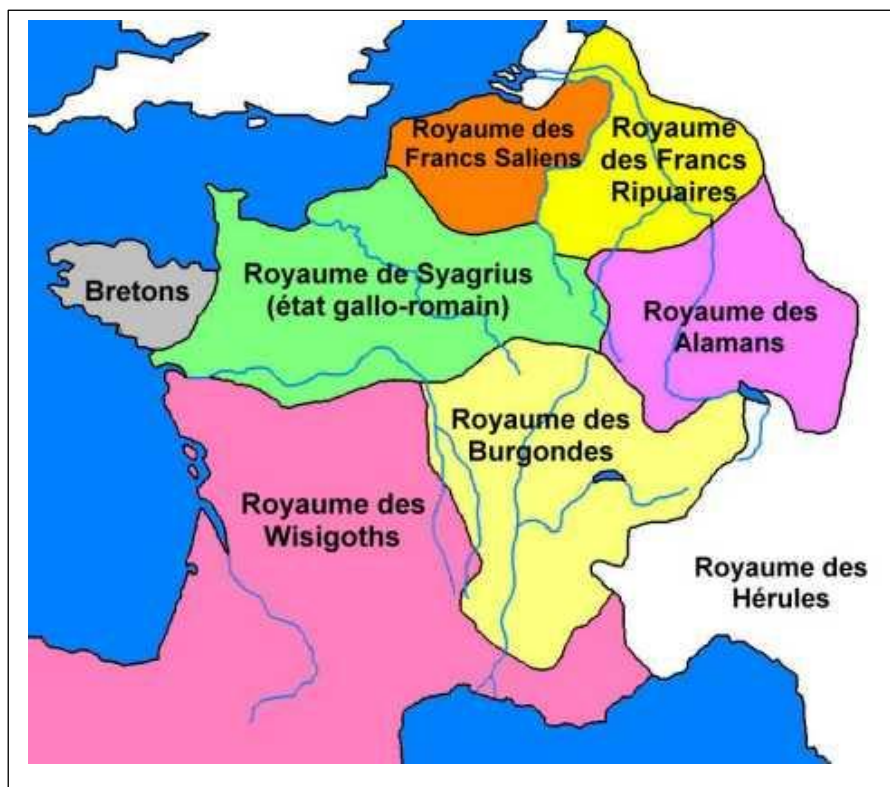 Royaume des
Francs Saliens
Royaume
des Francs
Ripuaires
Bretons
Royaume de Syagrius
(état gallo-romain)
Royaume des
Alamans
Royaume des
Burgondes
Royaume des
Wisigoths
Royaume des
Hérules